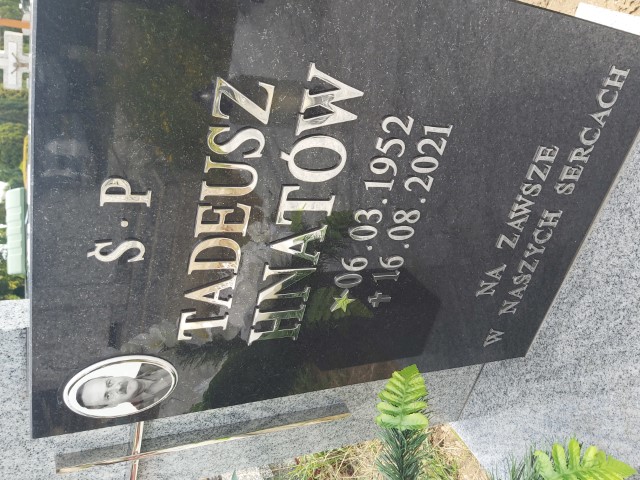 Ś.P
TADEUSZ
HNATÓW
★06.03.1952
✝16.08.2021
NA ZAWSZE
W NASZYCH SERCACH